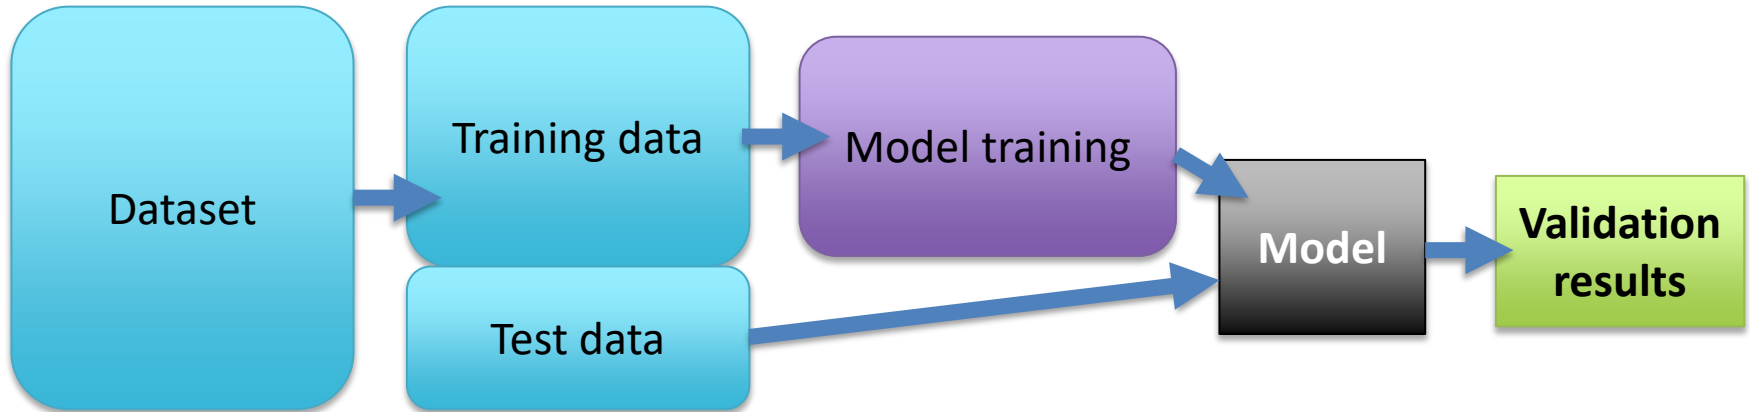 Dataset
Training data
Test data
Model training
Model
Validation
results